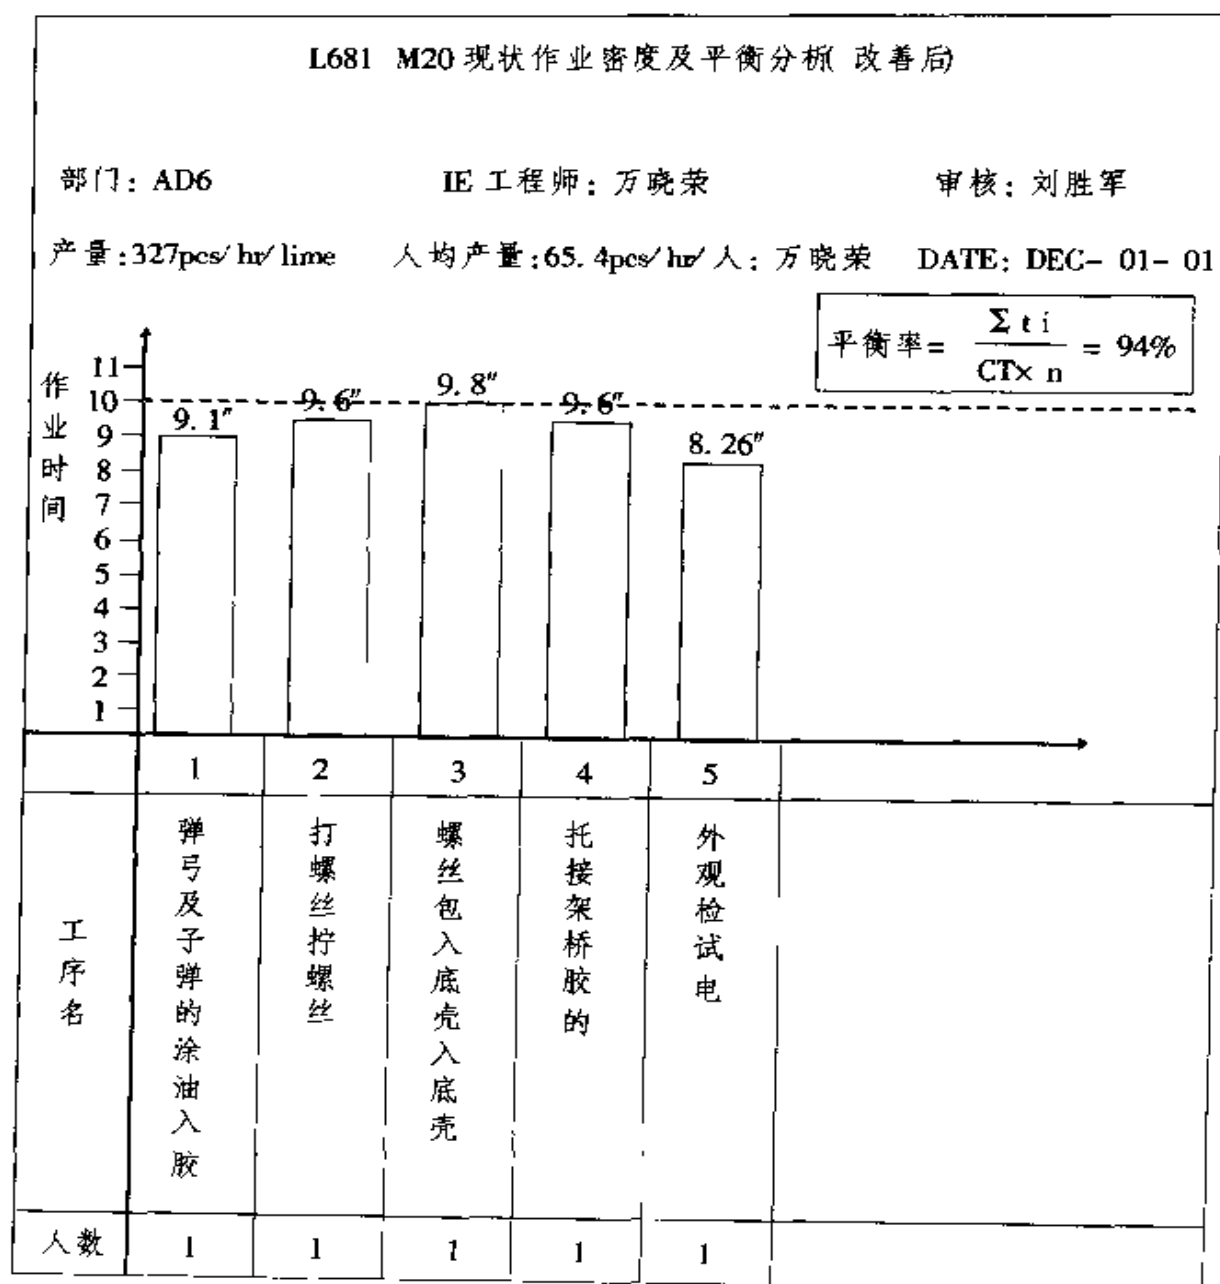 L681 M20 现状作业密度及平衡分析( 改善后)
部门: AD6 IE 工程师: 万晓荣 审核: 刘胜军
产量:327pcs/hr/lime 人均产量:65.4pcs/hr/人: 万晓荣 DATE: DEC-01-01
平衡率= Σti / CT×n = 94%
作业时间
11
10
9
8
7
6
5
4
3
2
1
9.1"
9.6"
9.8"
9.6"
8.26"
1 2 3 4 5
工序名
弹弓及子弹的涂油入胶
打螺丝拧螺丝
螺丝包入底壳入底壳
托接架桥胶的
外观检试电
人数 1 1 1 1 1